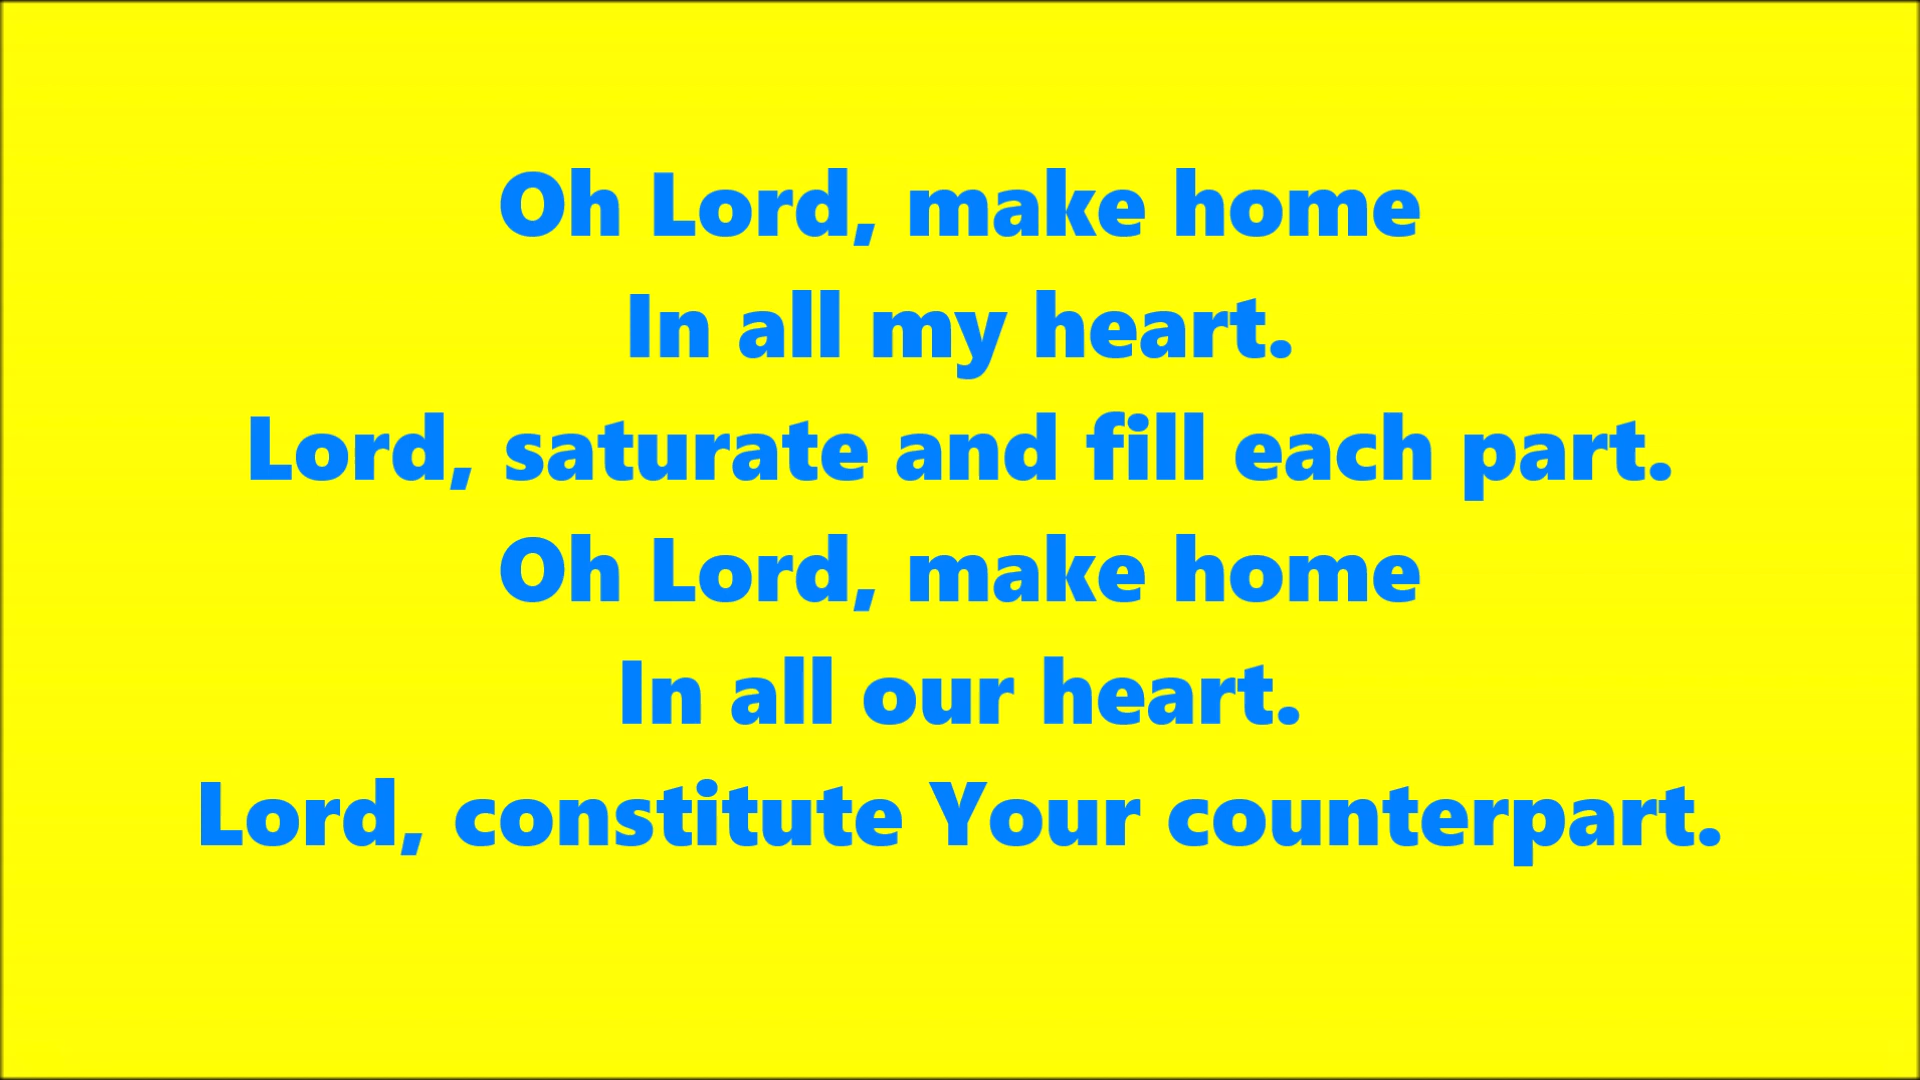 Oh Lord, make home
In all my heart.
Lord, saturate and fill each part.
Oh Lord, make home
In all our heart.
Lord, constitute Your counterpart.